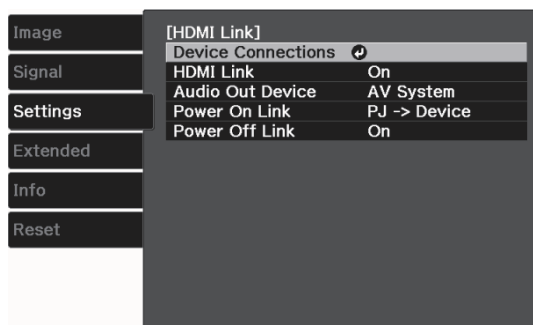 Image
Signal
Settings
Extended
Info
Reset
[HDMI Link]
Device Connections
HDMI Link On
Audio Out Device AV System
Power On Link PJ -> Device
Power Off Link On